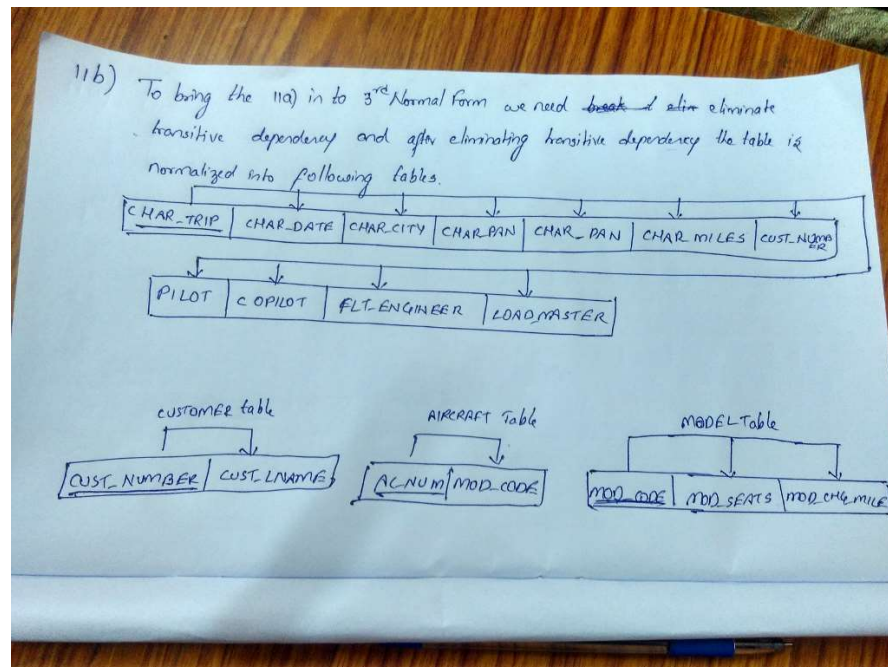 11b) To bring the 11a) in to 3rd Normal Form we need break d elim eliminate
transitive dependency and after eliminating transitive dependency the table is
normalized into following tables.
CHAR_TRIP CHAR_DATE CHAR_CITY CHAR_PAN CHAR_PAN CHAR_MILES CUST_NUMBER
PILOT COPILOT FLT_ENGINEER LOAD_MASTER
CUSTOMER table AIRCRAFT Table MODEL Table
CUST_NUMBER CUST_LNAME AC_NUM MOD_CODE MOD_CODE MOD_SEATS MOD_CHG_MILE